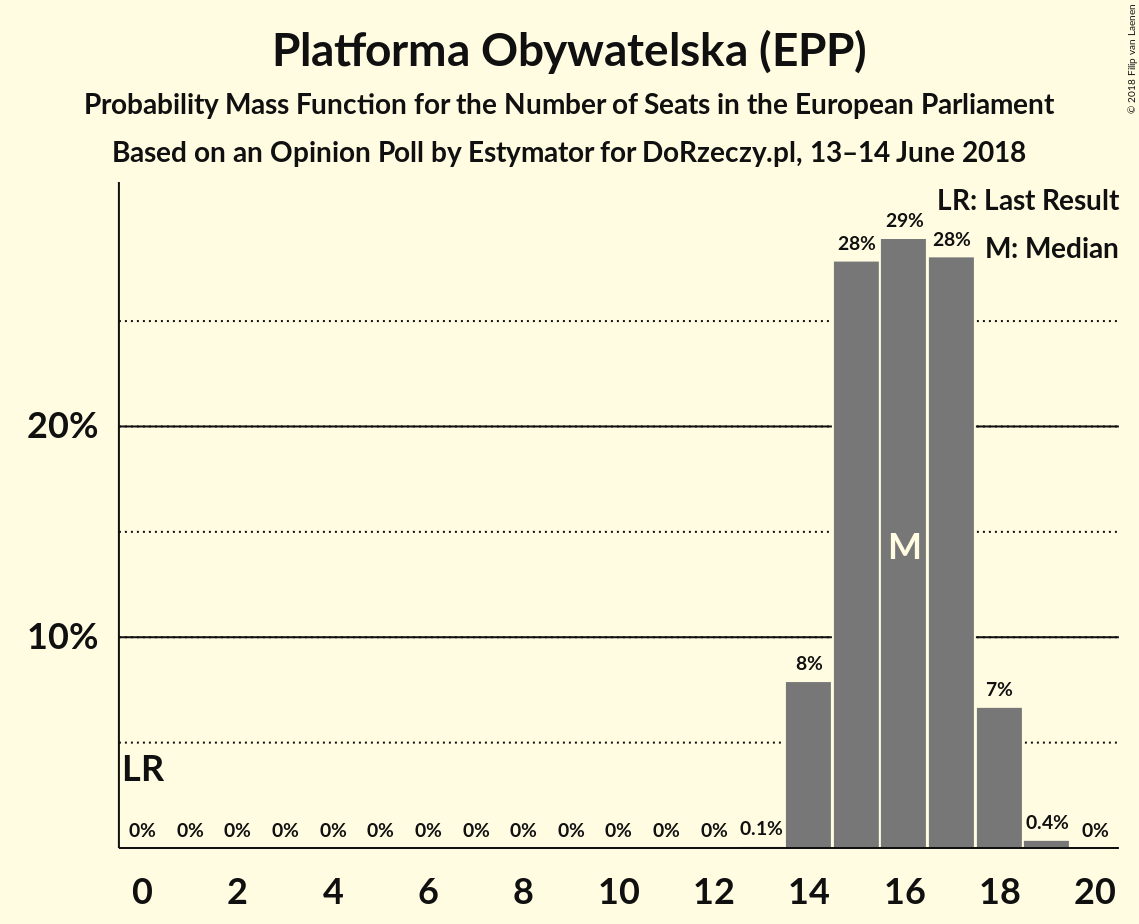 Platforma Obywatelska (EPP)
Probability Mass Function for the Number of Seats in the European Parliament
Based on an Opinion Poll by Estymator for DoRzeczy.pl, 13–14 June 2018
© 2018 Filip van Laenen
LR: Last Result
M: Median
29%
28% 28%
20%
M
10%
8% 7%
LR
0% 0% 0% 0% 0% 0% 0% 0% 0% 0% 0% 0% 0% 0.1% 0.4% 0%
0 2 4 6 8 10 12 14 16 18 20